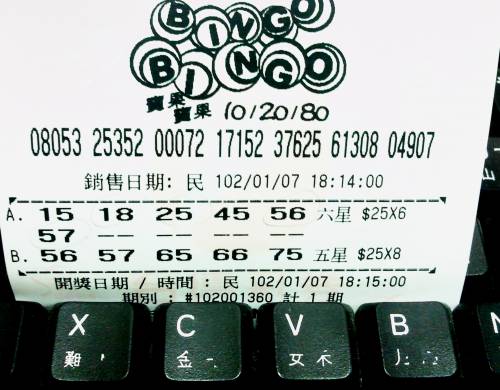 BINGO
BINGO
賓果
賓果 10/20/80
08053 25352 00072 17152 37625 61308 04907
銷售日期: 民 102/01/07 18:14:00
A. 15 18 25 45 56 六星 $25X6
57 -- -- -- --
B. 56 57 65 66 75 五星 $25X8
開獎日期 / 時間 : 民 102/01/07 18:15:00
期別 : #102001360 計 1 期
X C V B N
難 金 女